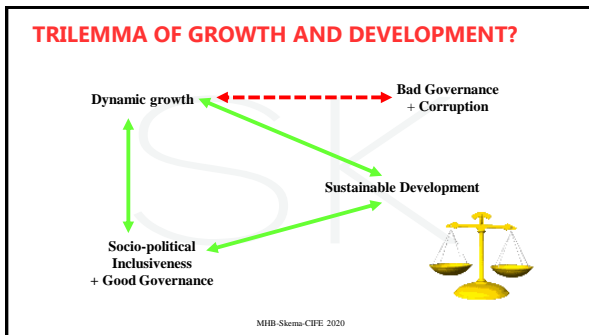 TRILEMMA OF GROWTH AND DEVELOPMENT?
Dynamic growth
Bad Governance
+ Corruption
Sustainable Development
Socio-political
Inclusiveness
+ Good Governance
SK
MHB-Skema-CIFE 2020